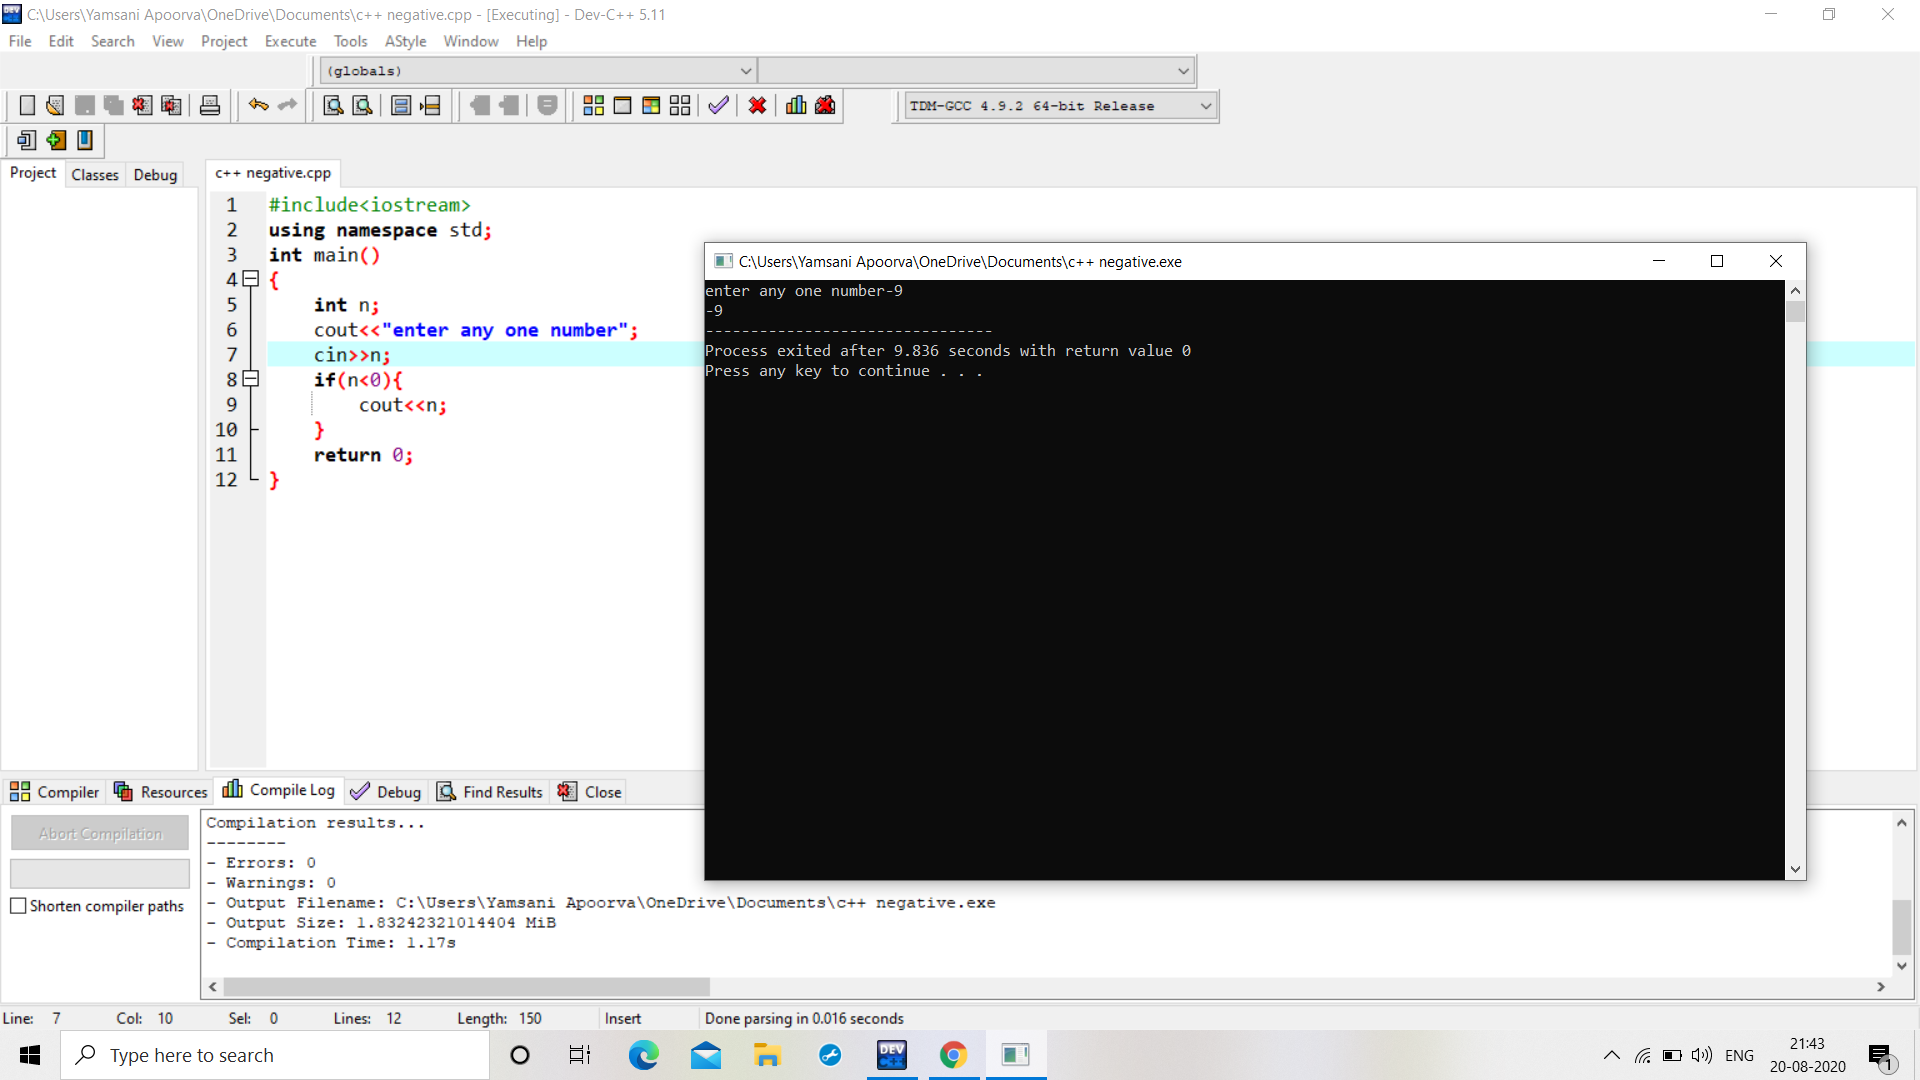 C:\Users\Yamsani Apoorva\OneDrive\Documents\c++ negative.cpp - [Executing] - Dev-C++ 5.11
File Edit Search View Project Execute Tools AStyle Window Help
(globals)
TDM-GCC 4.9.2 64-bit Release
Project Classes Debug
c++ negative.cpp
1 #include<iostream>
2 using namespace std;
3 int main()
4 {
5 int n;
6 cout<<"enter any one number";
7 cin>>n;
8 if(n<0){
9 cout<<n;
10 }
11 return 0;
12 }
C:\Users\Yamsani Apoorva\OneDrive\Documents\c++ negative.exe
enter any one number-9
-9
--------------------------------
Process exited after 9.836 seconds with return value 0
Press any key to continue . . .
Compiler Resources Compile Log Debug Find Results Close
Abort Compilation
Shorten compiler paths
Compilation results...
--------
- Errors: 0
- Warnings: 0
- Output Filename: C:\Users\Yamsani Apoorva\OneDrive\Documents\c++ negative.exe
- Output Size: 1.83242321014404 MiB
- Compilation Time: 1.17s
Line: 7 Col: 10 Sel: 0 Lines: 12 Length: 150 Insert Done parsing in 0.016 seconds
Type here to search
DEV C++
ENG
21:43
20-08-2020
1